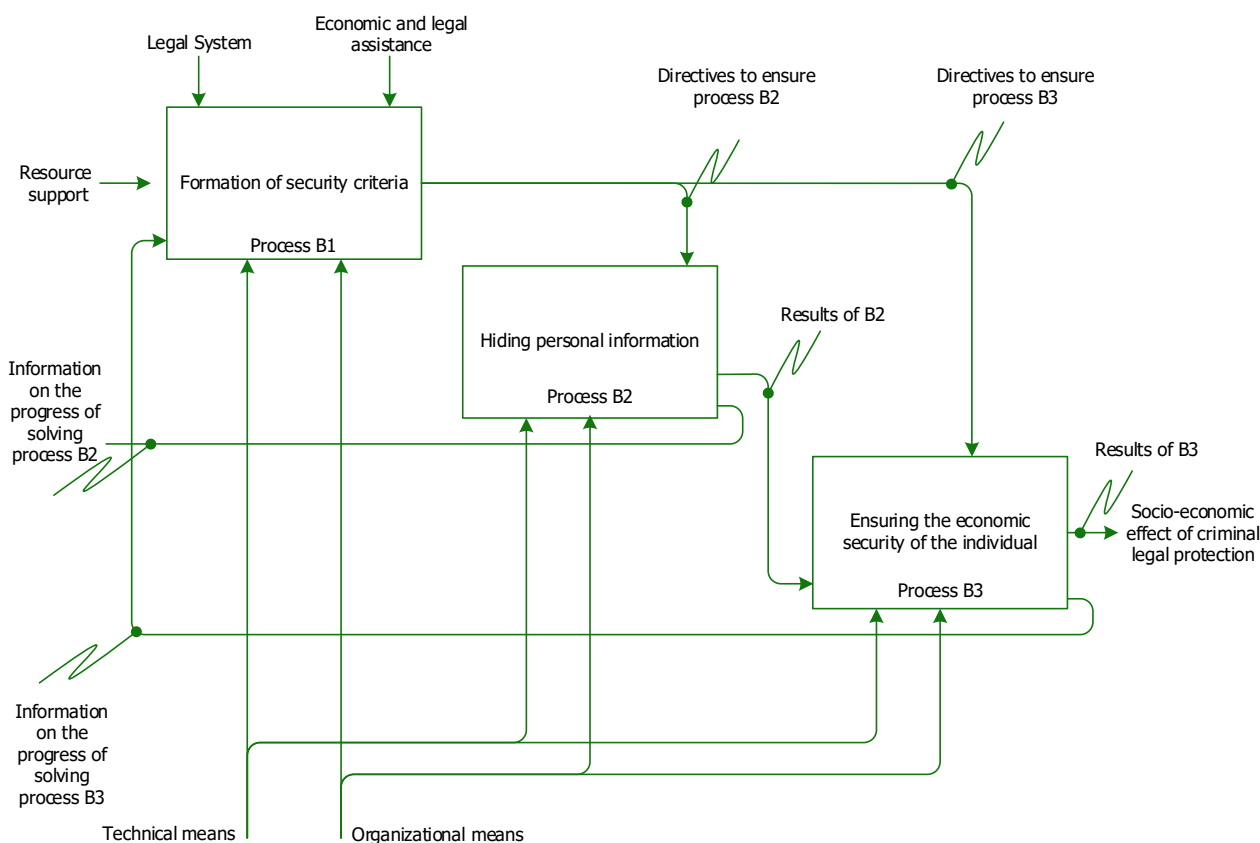 Economic and legal
assistance
Legal System
Directives to ensure
process B2
Directives to ensure
process B3
Resource
support
Formation of security criteria
Process B1
Results of B2
Hiding personal information
Process B2
Information
on the
progress of
solving
process B2
Results of B3
Ensuring the economic
security of the individual
Process B3
Socio-economic
effect of criminal
legal protection
Information
on the
progress of
solving
process B3
Technical means
Organizational means